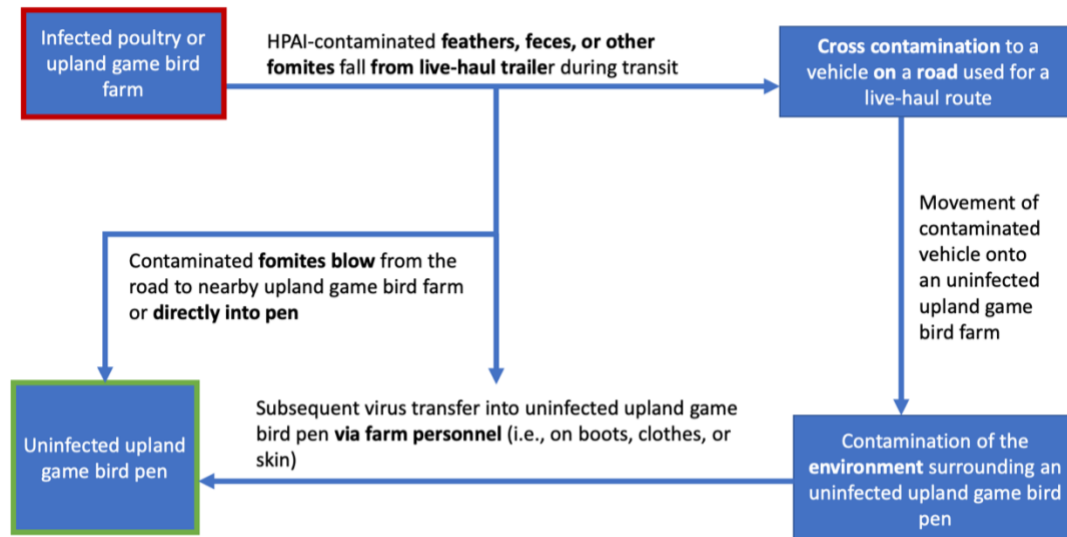 Infected poultry or
upland game bird
farm
HPAI-contaminated feathers, feces, or other
fomites fall from live-haul trailer during transit
Cross contamination to a
vehicle on a road used for a
live-haul route
Movement of
contaminated
vehicle onto
an uninfected
upland game
bird farm
Contaminated fomites blow from the
road to nearby upland game bird farm
or directly into pen
Uninfected upland
game bird pen
Subsequent virus transfer into uninfected upland game
bird pen via farm personnel (i.e., on boots, clothes, or
skin)
Contamination of the
environment surrounding an
uninfected upland game bird
pen